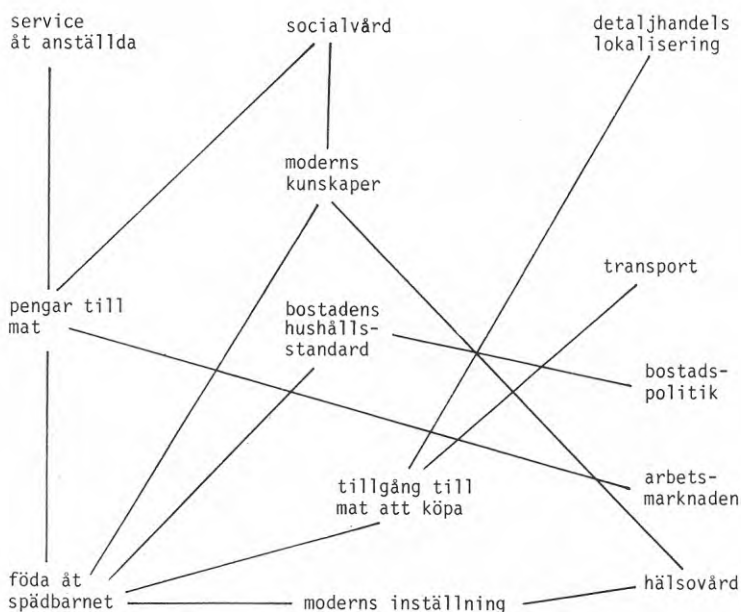 service
åt anställda
socialvård
detaljhandels
lokalisering
moderns
kunskaper
transport
pengar till
mat
bostadens
hushålls-
standard
bostads-
politik
tillgång till
mat att köpa
arbets-
marknaden
föda åt
spädbarnet
moderns inställning
hälsovård